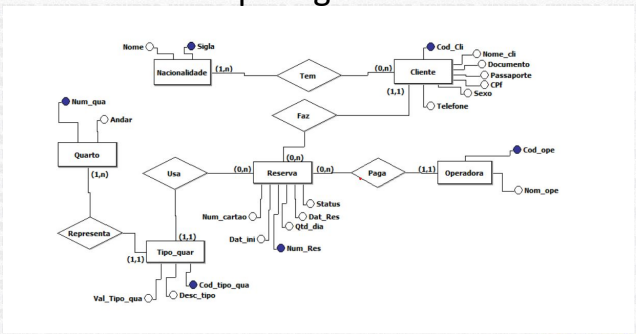 Nome
Sigla
Nacionalidade
(1,n)
Tem
(0,n)
Cliente
Cod_Cli
Nome_cli
Documento
Passaporte
CPf
Sexo
Telefone
(1,1)
Faz
Num_qua
Andar
Quarto
(1,n)
Usa
(0,n)
(0,n)
Reserva
(0,n)
Paga
(1,1)
Operadora
Cod_ope
Nom_ope
Status
Dat_Res
Qtd_dia
Num_Res
Num_cartao
Dat_ini
Representa
(1,1)
(1,1)
Tipo_quar
Cod_tipo_qua
Desc_tipo
Val_Tipo_qua